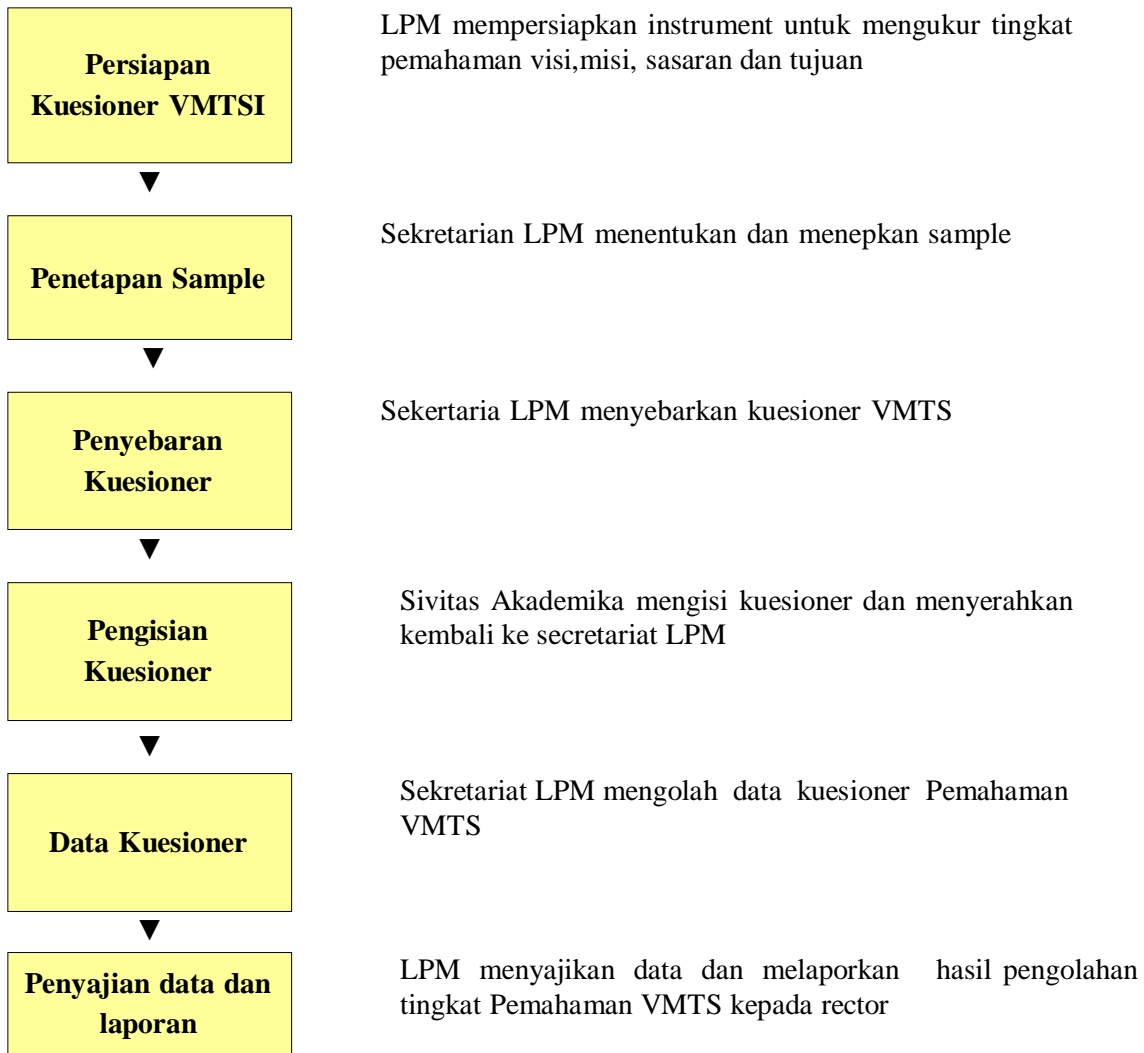 Persiapan
Kuesioner VMTSI
LPM mempersiapkan instrument untuk mengukur tingkat
pemahaman visi,misi, sasaran dan tujuan
Penetapan Sample
Sekretarian LPM menentukan dan menepkan sample
Penyebaran
Kuesioner
Sekertaria LPM menyebarkan kuesioner VMTS
Pengisian
Kuesioner
Sivitas Akademika mengisi kuesioner dan menyerahkan
kembali ke secretariat LPM
Data Kuesioner
Sekretariat LPM mengolah data kuesioner Pemahaman
VMTS
Penyajian data dan
laporan
LPM menyajikan data dan melaporkan hasil pengolahan
tingkat Pemahaman VMTS kepada rector